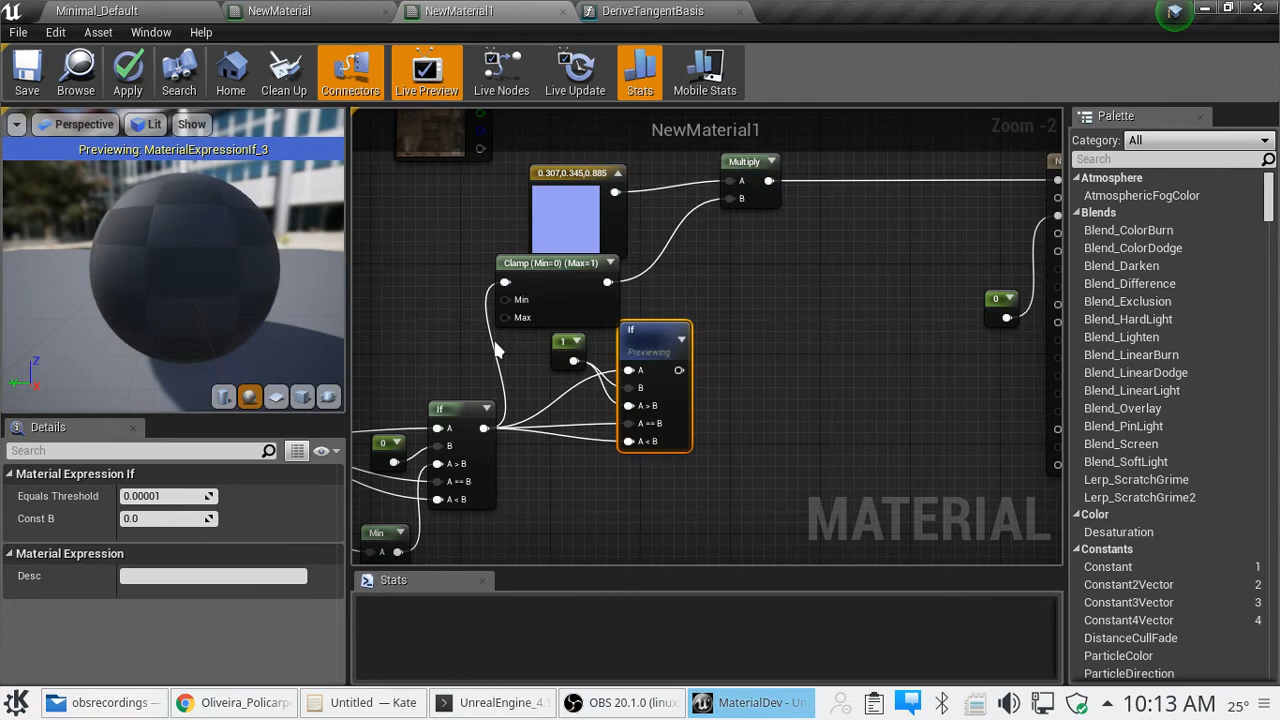 Minimal_Default
NewMaterial
NewMaterial1
DeriveTangentBasis
File Edit Asset Window Help
Save Browse Apply Search Home Clean Up Connectors Live Preview Live Nodes Live Update Stats Mobile Stats
Perspective Lit Show
Previewing: MaterialExpressionIf_3
Z
Y
X
Details
Search
Material Expression If
Equals Threshold 0.00001
Const B 0.0
Material Expression
Desc
NewMaterial1
Zoom -2
0.307,0.345,0.885
Multiply
A
B
Clamp (Min=0) (Max=1)
Min
Max
1
If
Previewing
A
B
A > B
A == B
A < B
0
If
A
B
A > B
A == B
A < B
0
Min
A
MATERIAL
Stats
Palette
Category: All
Search
Atmosphere
AtmosphericFogColor
Blends
Blend_ColorBurn
Blend_ColorDodge
Blend_Darken
Blend_Difference
Blend_Exclusion
Blend_HardLight
Blend_Lighten
Blend_LinearBurn
Blend_LinearDodge
Blend_LinearLight
Blend_Overlay
Blend_PinLight
Blend_Screen
Blend_SoftLight
Lerp_ScratchGrime
Lerp_ScratchGrime2
Color
Desaturation
Constants
Constant 1
Constant2Vector 2
Constant3Vector 3
Constant4Vector 4
DistanceCullFade
ParticleColor
ParticleDirection
obsrecordings —
Oliveira_Polic
Untitled — Kate
UnrealEngine_4.
OBS 20.1.0 (linux
MaterialDev - Un
10:13 AM
25°